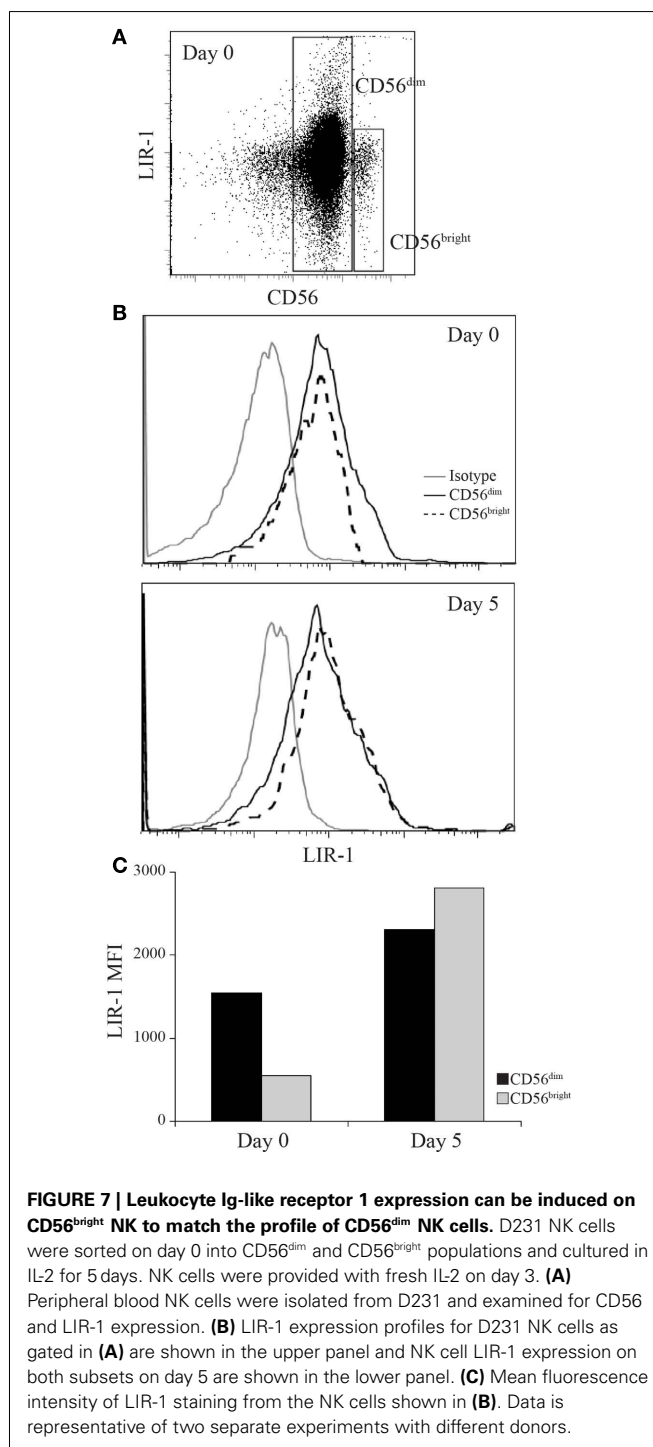 A
Day 0
CD56dim
LIR-1
CD56bright
CD56
B
Day 0
Isotype
CD56dim
CD56bright
Day 5
LIR-1
C
3000
2000
1000
0
LIR-1 MFI
CD56dim
CD56bright
Day 0
Day 5
FIGURE 7 | Leukocyte Ig-like receptor 1 expression can be induced on
CD56bright NK to match the profile of CD56dim NK cells. D231 NK cells
were sorted on day 0 into CD56dim and CD56bright populations and cultured in
IL-2 for 5 days. NK cells were provided with fresh IL-2 on day 3. (A)
Peripheral blood NK cells were isolated from D231 and examined for CD56
and LIR-1 expression. (B) LIR-1 expression profiles for D231 NK cells as
gated in (A) are shown in the upper panel and NK cell LIR-1 expression on
both subsets on day 5 are shown in the lower panel. (C) Mean fluorescence
intensity of LIR-1 staining from the NK cells shown in (B). Data is
representative of two separate experiments with different donors.